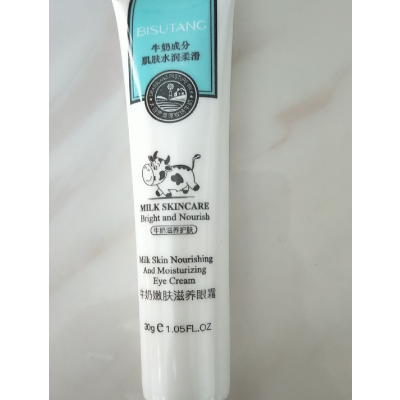 BISUTANG
牛奶成分
肌肤水润柔滑
MILK SKINCARE
Bright and Nourish
牛奶滋养护肤
Milk Skin Nourishing
And Moisturizing
Eye Cream
牛奶嫩肤滋养眼霜
30g e 1.05FL.OZ